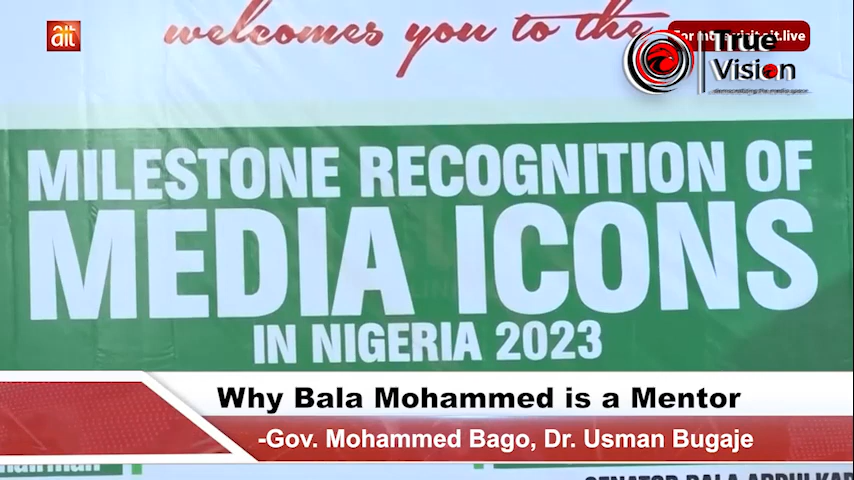 ait
welcomes you to the
True
Vision
MILESTONE RECOGNITION OF
MEDIA ICONS
IN NIGERIA 2023
Why Bala Mohammed is a Mentor
-Gov. Mohammed Bago, Dr. Usman Bugaje